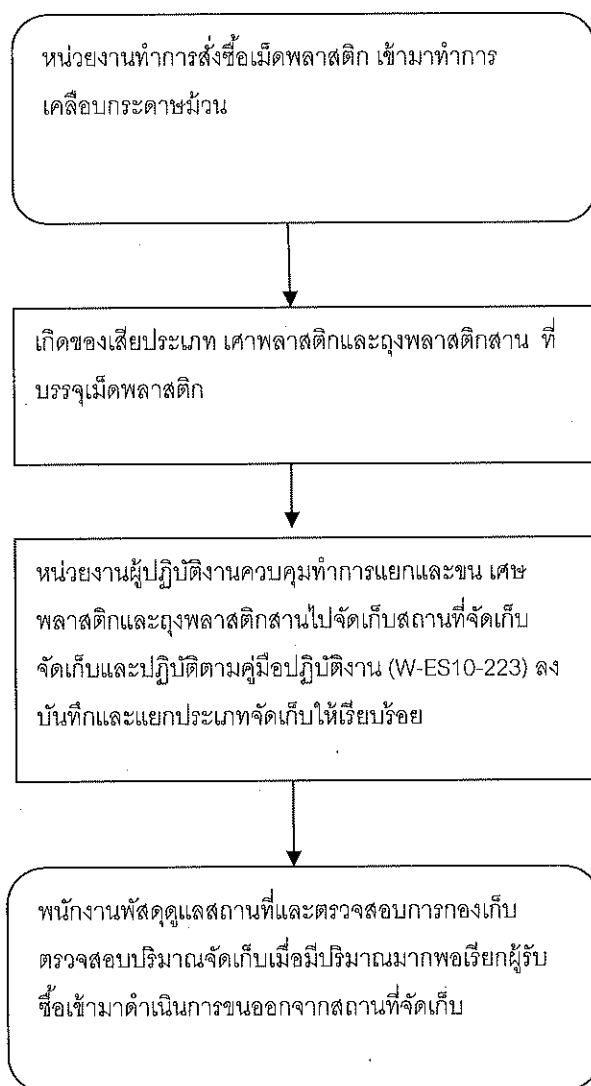 หน่วยงานทำการสั่งซื้อเม็ดพลาสติก เข้ามาทำการ
เคลือบกระดาษม้วน
เกิดของเสียประเภท เศาพลาสติกและถุงพลาสติกสาน ที่
บรรจุเม็ดพลาสติก
หน่วยงานผู้ปฏิบัติงานควบคุมทำการแยกและขน เศษ
พลาสติกและถุงพลาสติกสานไปจัดเก็บสถานที่จัดเก็บ
จัดเก็บและปฏิบัติตามคู่มือปฏิบัติงาน (W-ES10-223) ลง
บันทึกและแยกประเภทจัดเก็บให้เรียบร้อย
พนักงานพัสดุดูแลสถานที่และตรวจสอบการกองเก็บ
ตรวจสอบปริมาณจัดเก็บเมื่อมีปริมาณมากพอเรียกผู้รับ
ซื้อเข้ามาดำเนินการขนออกจากสถานที่จัดเก็บ